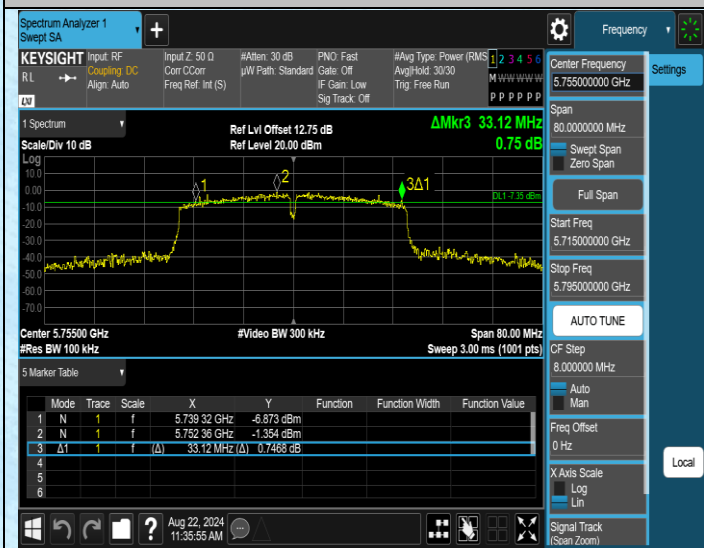 Spectrum Analyzer 1
Swept SA
Frequency
KEYSIGHT
RL
LXI
Input: RF
Coupling: DC
Align: Auto
Input Z: 50 Ω
Corr CCorr
Freq Ref: Int (S)
#Atten: 30 dB
µW Path: Standard
PNO: Fast
Gate: Off
IF Gain: Low
Sig Track: Off
#Avg Type: Power (RMS
Avg|Hold: 30/30
Trig: Free Run
1 2 3 4 5 6
M W W W W W
P P P P P P
1 Spectrum
Scale/Div 10 dB
Ref Lvl Offset 12.75 dB
Ref Level 20.00 dBm
ΔMkr3 33.12 MHz
0.75 dB
Log
10.0
0.00
-10.0
-20.0
-30.0
-40.0
-50.0
-60.0
-70.0
1
2
3Δ1
DL1 -7.35 dBm
Center 5.75500 GHz
#Res BW 100 kHz
#Video BW 300 kHz
Span 80.00 MHz
Sweep 3.00 ms (1001 pts)
5 Marker Table
Mode Trace Scale X Y Function Function Width Function Value
1 N 1 f 5.739 32 GHz -6.873 dBm
2 N 1 f 5.752 36 GHz -1.354 dBm
3 Δ1 1 f (Δ) 33.12 MHz (Δ) 0.7468 dB
4
5
6
Aug 22, 2024
11:35:55 AM
Center Frequency
5.755000000 GHz
Span
80.0000000 MHz
Swept Span
Zero Span
Full Span
Start Freq
5.715000000 GHz
Stop Freq
5.795000000 GHz
AUTO TUNE
CF Step
8.000000 MHz
Auto
Man
Freq Offset
0 Hz
X Axis Scale
Log
Lin
Signal Track
(Span Zoom)
Settings
Local